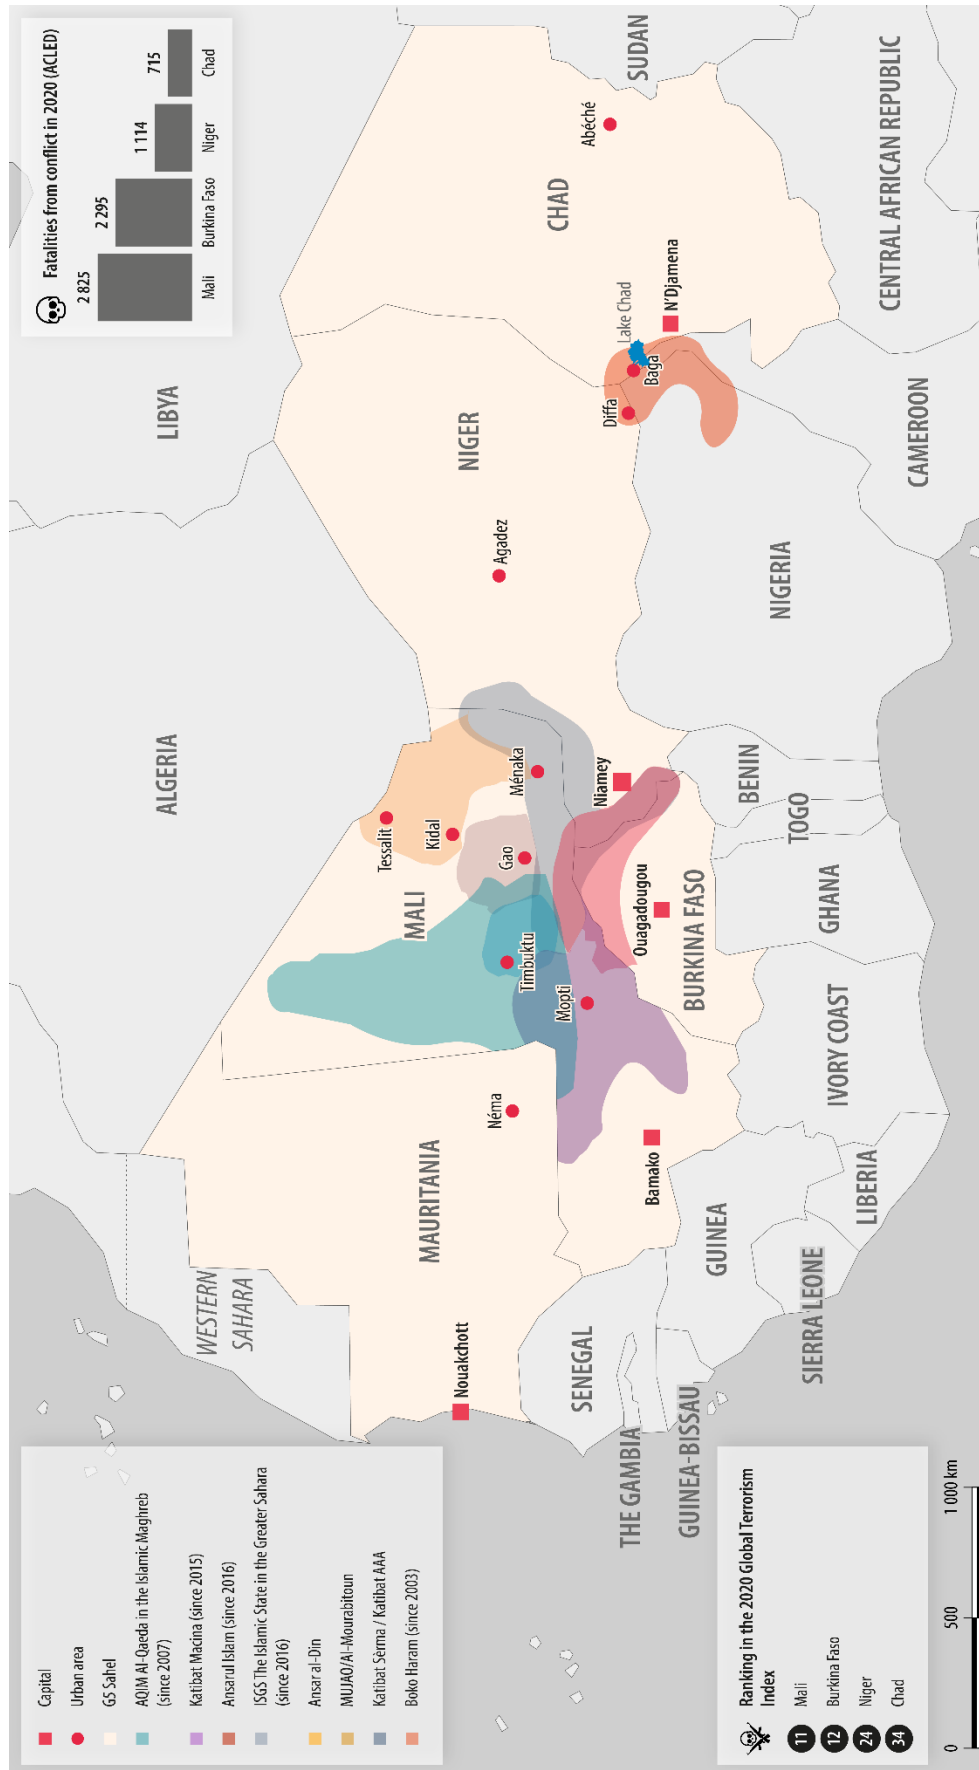 Fatalities from conflict in 2020 (ACLED)
2 825
2 295
1 114
715
Mali
Burkina Faso
Niger
Chad
Capital
Urban area
G5 Sahel
AQIM Al-Qaeda in the Islamic Maghreb
(since 2007)
Katibat Macina (since 2015)
Ansarul Islam (since 2016)
ISGS The Islamic State in the Greater Sahara
(since 2016)
Ansar al-Din
MUJAO/Al-Mourabitoun
Katibat Serma / Katibat AAA
Boko Haram (since 2003)
WESTERN
SAHARA
ALGERIA
LIBYA
MAURITANIA
MALI
NIGER
CHAD
SUDAN
Nouakchott
Néma
Tessalit
Kidal
Timbuktu
Gao
Ménaka
Agadez
Mopti
Bamako
Ouagadougou
Niamey
Diffa
Baga
Lake Chad
N'Djamena
Abéché
SENEGAL
THE GAMBIA
GUINEA-BISSAU
GUINEA
SIERRA LEONE
LIBERIA
IVORY COAST
BURKINA FASO
GHANA
TOGO
BENIN
NIGERIA
CAMEROON
CENTRAL AFRICAN REPUBLIC
Ranking in the 2020 Global Terrorism
Index
11 Mali
12 Burkina Faso
24 Niger
34 Chad
0 500 1 000 km